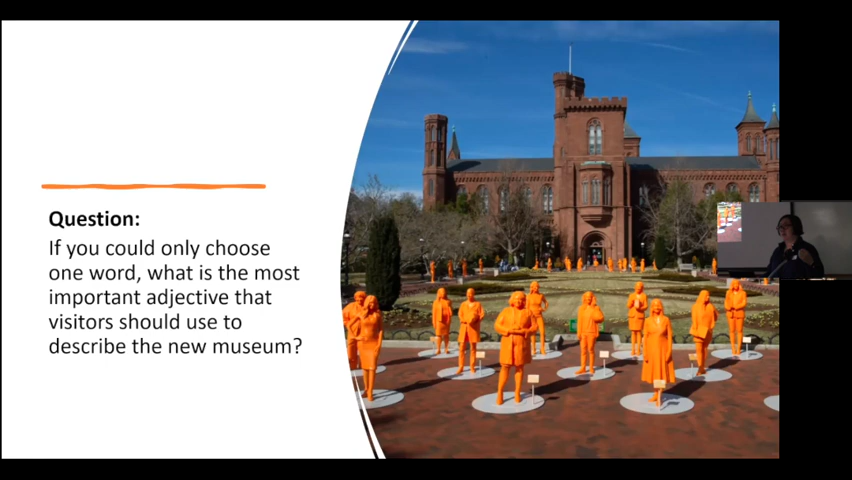 Question:
If you could only choose
one word, what is the most
important adjective that
visitors should use to
describe the new museum?